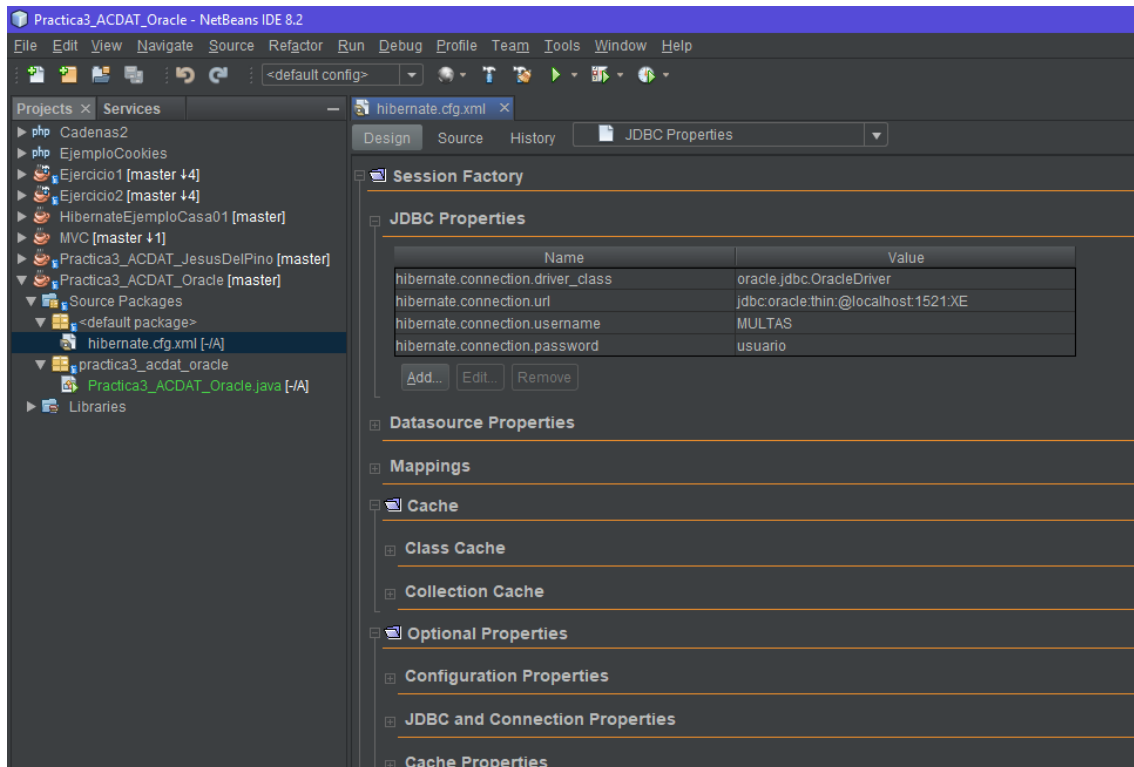 Practica3_ACDAT_Oracle - NetBeans IDE 8.2
File Edit View Navigate Source Refactor Run Debug Profile Team Tools Window Help
<default config>
Projects Services
hibernate.cfg.xml
php Cadenas2
php EjemploCookies
Ejercicio1 [master ↓4]
Ejercicio2 [master ↓4]
HibernateEjemploCasa01 [master]
MVC [master ↓1]
Practica3_ACDAT_JesusDelPino [master]
Practica3_ACDAT_Oracle [master]
Source Packages
<default package>
hibernate.cfg.xml [-/A]
practica3_acdat_oracle
Practica3_ACDAT_Oracle.java [-/A]
Libraries
Design Source History JDBC Properties
Session Factory
JDBC Properties
Name Value
hibernate.connection.driver_class oracle.jdbc.OracleDriver
hibernate.connection.url jdbc:oracle:thin:@localhost:1521:XE
hibernate.connection.username MULTAS
hibernate.connection.password usuario
Add... Edit... Remove
Datasource Properties
Mappings
Cache
Class Cache
Collection Cache
Optional Properties
Configuration Properties
JDBC and Connection Properties
Cache Properties